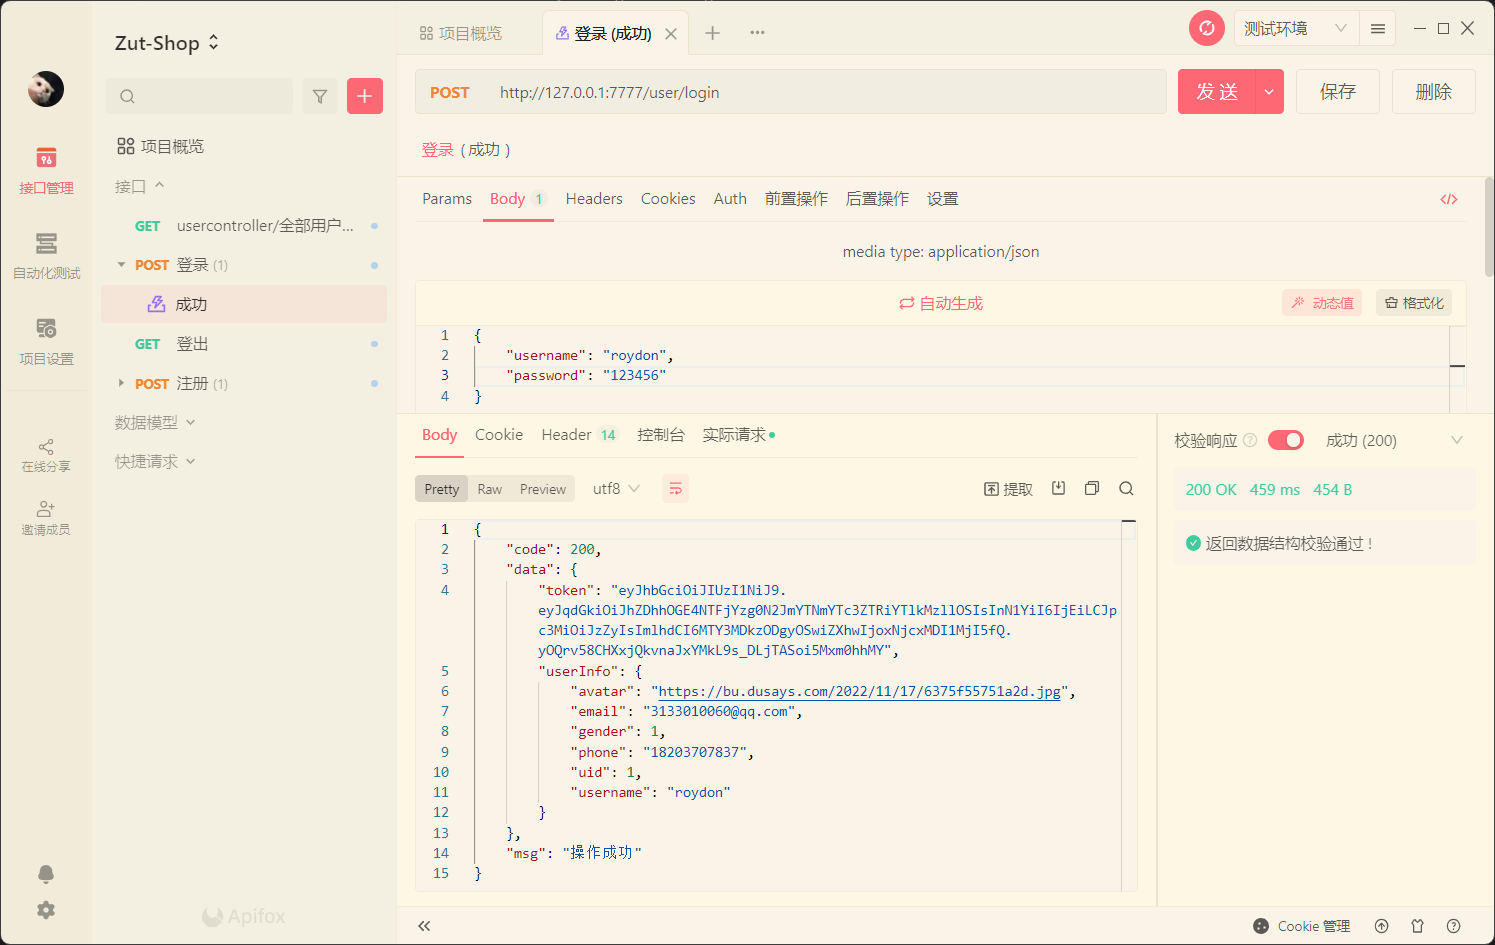 Zut-Shop
项目概览
登录 (成功)
测试环境
接口管理
自动化测试
项目设置
在线分享
邀请成员
项目概览
接口
GET usercontroller/全部用户...
POST 登录 (1)
成功
GET 登出
POST 注册 (1)
数据模型
快捷请求
Apifox
POST http://127.0.0.1:7777/user/login
发 送
保存
删除
登录 ( 成功 )
Params Body 1 Headers Cookies Auth 前置操作 后置操作 设置
media type: application/json
自动生成
动态值
格式化
1 {
2 "username": "roydon",
3 "password": "123456"
4 }
Body Cookie Header 14 控制台 实际请求
Pretty Raw Preview utf8
提取
1 {
2 "code": 200,
3 "data": {
4 "token": "eyJhbGciOiJIUzI1NiJ9.
eyJqdGkiOiJhZDhhOGE4NTFjYzg0N2JmYTNmYTc3ZTRiYTlkMzllOSIsInN1YiI6IjEiLCJp
c3MiOiJzZyIsImlhdCI6MTY3MDkzODgyOSwiZXhwIjoxNjcxMDI1MjI5fQ.
yOQrv58CHXxjQkvnaJxYMkL9s_DLjTASoi5Mxm0hhMY",
5 "userInfo": {
6 "avatar": "https://bu.dusays.com/2022/11/17/6375f55751a2d.jpg",
7 "email": "3133010060@qq.com",
8 "gender": 1,
9 "phone": "18203707837",
10 "uid": 1,
11 "username": "roydon"
12 }
13 },
14 "msg": "操作成功"
15 }
校验响应
成功 (200)
200 OK 459 ms 454 B
返回数据结构校验通过 !
Cookie 管理